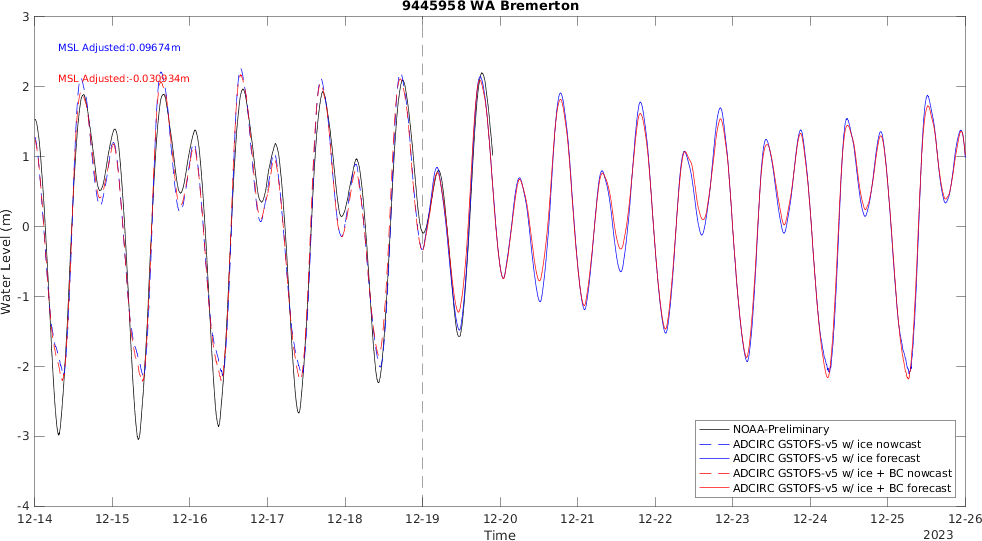 9445958 WA Bremerton
MSL Adjusted:0.09674m
MSL Adjusted:-0.030934m
Water Level (m)
3
2
1
0
-1
-2
-3
-4
NOAA-Preliminary
ADCIRC GSTOFS-v5 w/ ice nowcast
ADCIRC GSTOFS-v5 w/ ice forecast
ADCIRC GSTOFS-v5 w/ ice + BC nowcast
ADCIRC GSTOFS-v5 w/ ice + BC forecast
12-14 12-15 12-16 12-17 12-18 12-19 12-20 12-21 12-22 12-23 12-24 12-25 12-26
Time
2023